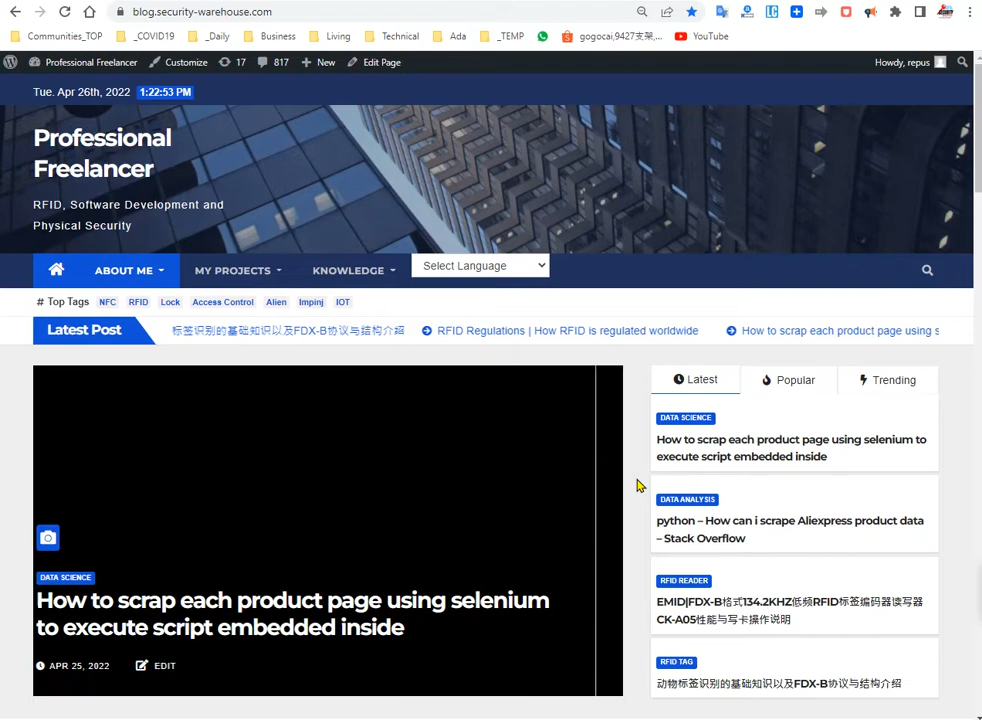 blog.security-warehouse.com
Communities_TOP _COVID19 _Daily Business Living Technical Ada _TEMP gogocai,9427支架,... YouTube
Professional Freelancer Customize 17 817 New Edit Page Howdy, repus
Tue. Apr 26th, 2022 1:22:53 PM
Professional
Freelancer
RFID, Software Development and
Physical Security
ABOUT ME MY PROJECTS KNOWLEDGE Select Language
# Top Tags NFC RFID Lock Access Control Alien Impinj IOT
Latest Post 标签识别的基础知识以及FDX-B协议与结构介绍 RFID Regulations | How RFID is regulated worldwide How to scrap each product page using s
Latest Popular Trending
DATA SCIENCE
How to scrap each product page using selenium to
execute script embedded inside
DATA ANALYSIS
python – How can i scrape Aliexpress product data
– Stack Overflow
RFID READER
EMID|FDX-B格式134.2KHZ低频RFID标签编码器读写器
CK-A05性能与写卡操作说明
RFID TAG
动物标签识别的基础知识以及FDX-B协议与结构介绍
DATA SCIENCE
How to scrap each product page using selenium
to execute script embedded inside
APR 25, 2022 EDIT